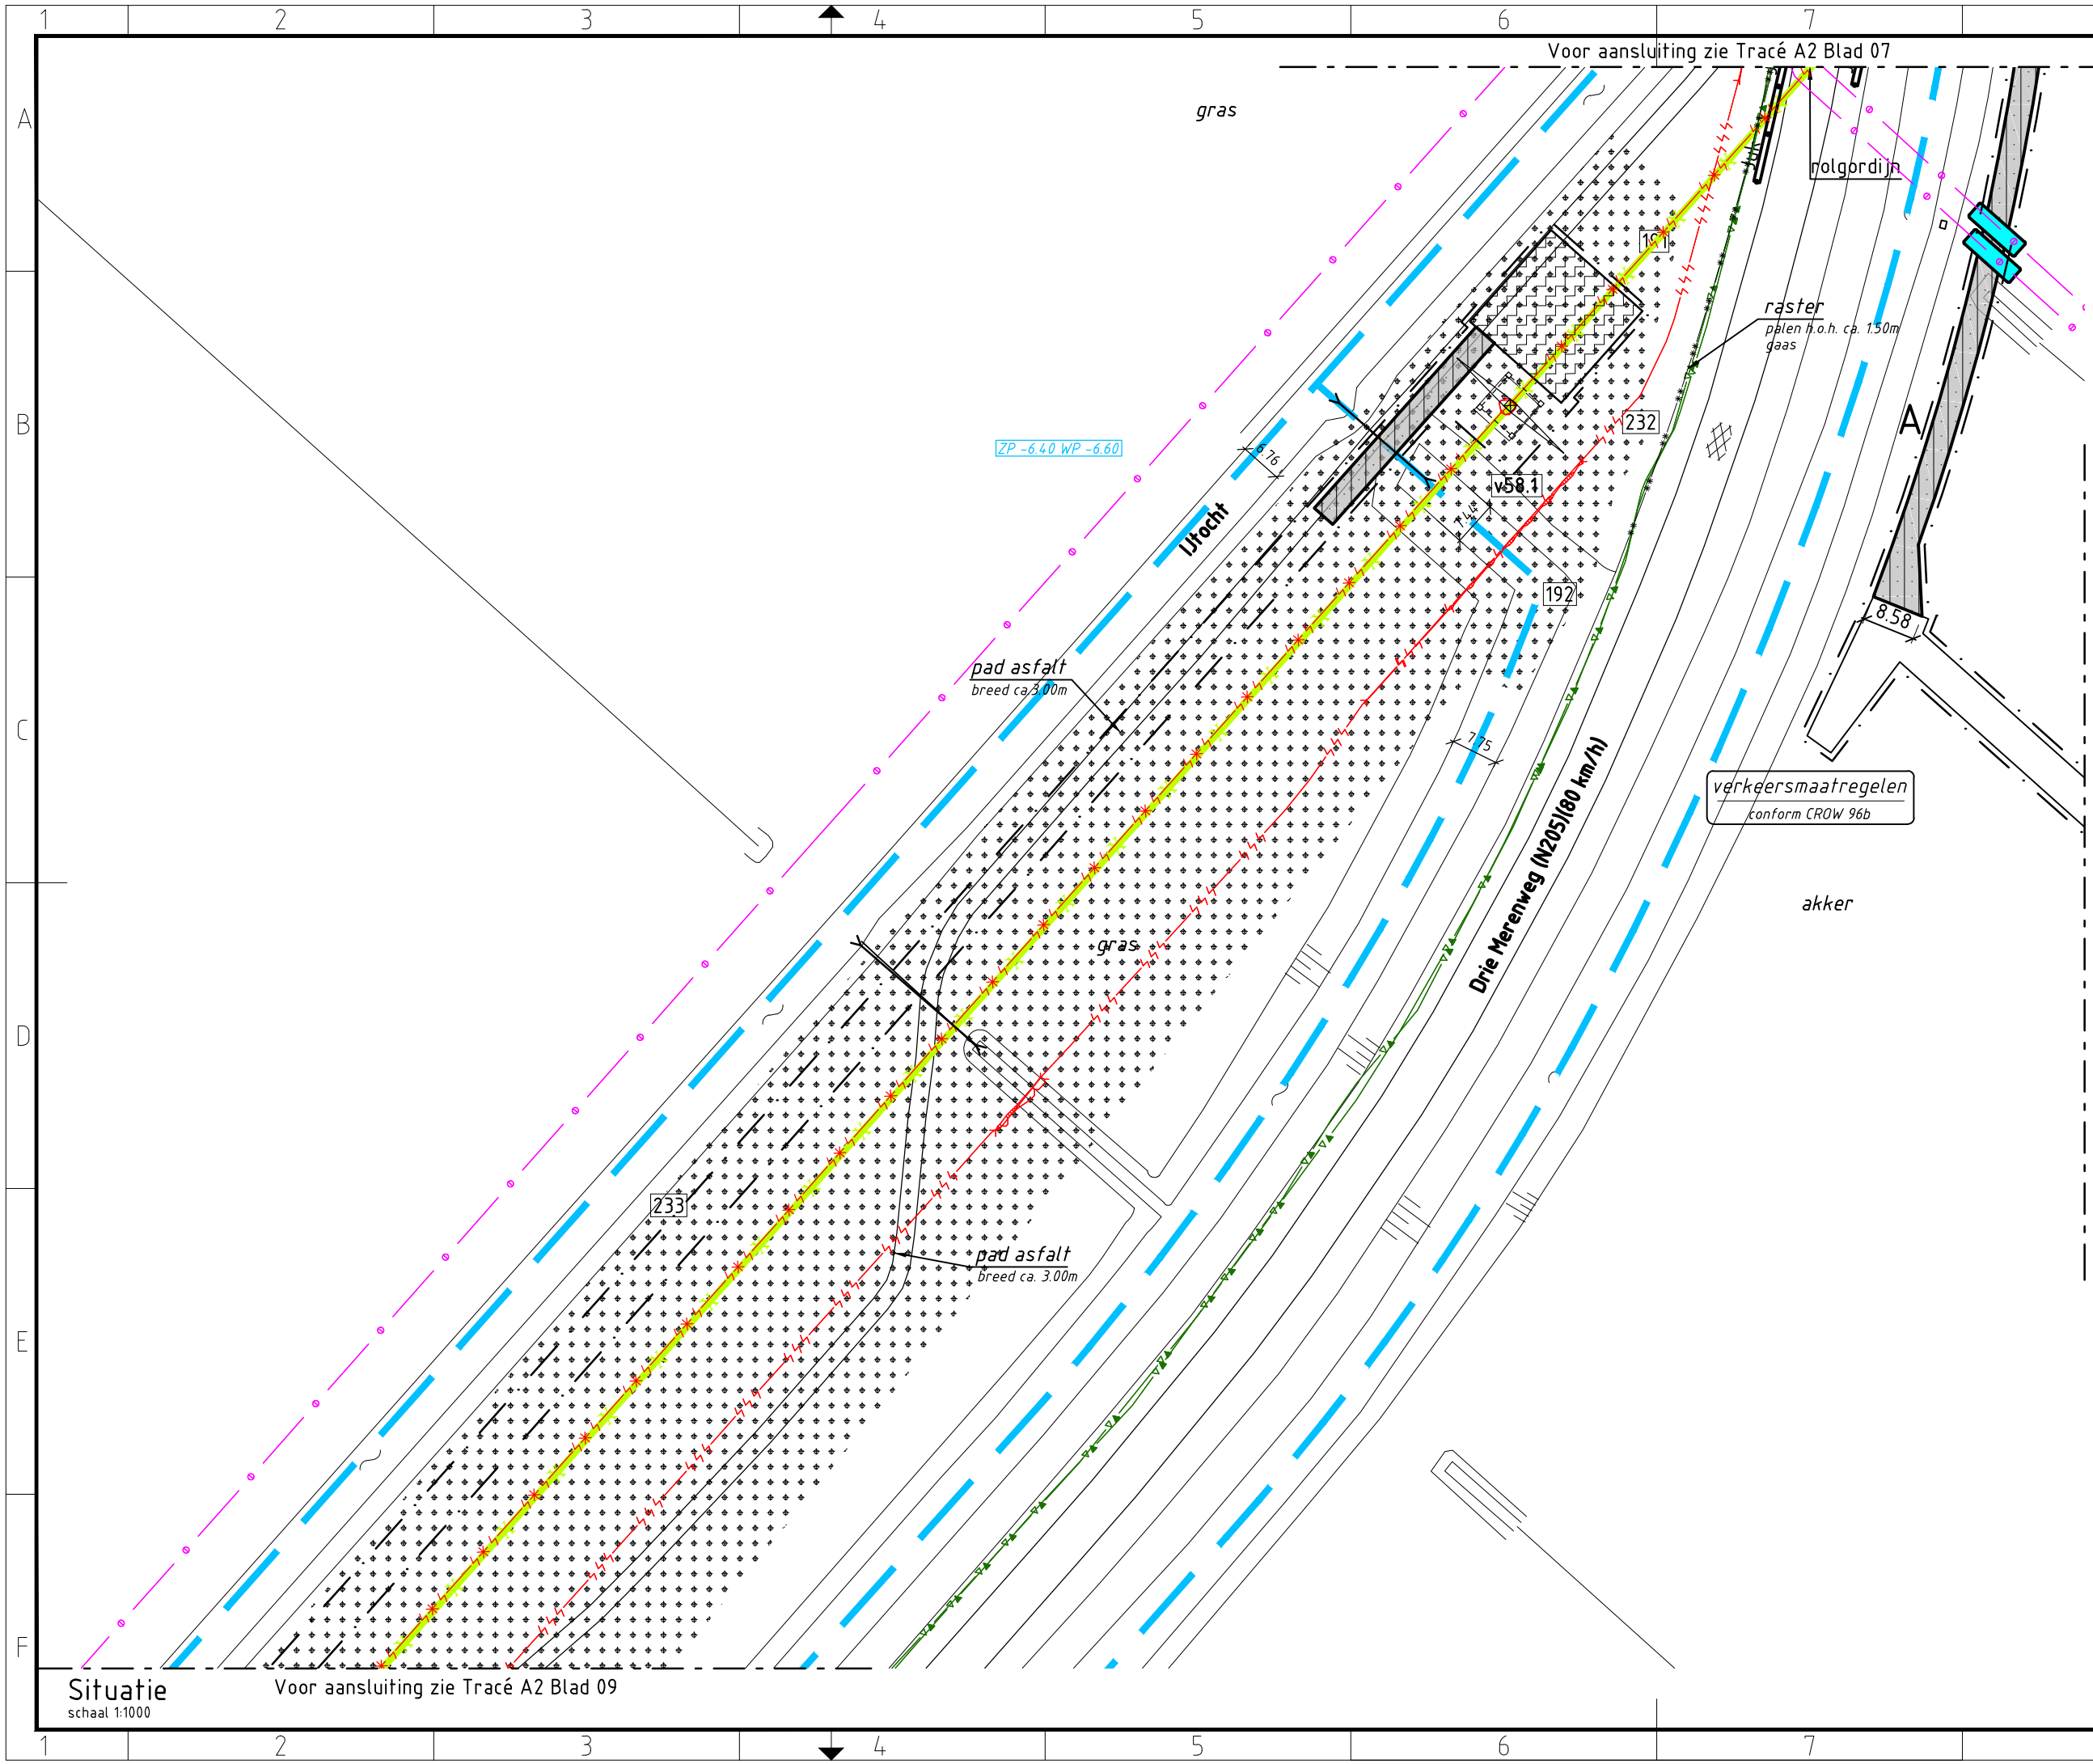 1 2 3 4 5 6 7
Voor aansluiting zie Tracé A2 Blad 07
A
gras
Juk
rolgordijn
191
raster
palen h.o.h. ca. 1.50m
gaas
B
232
A
ZP -6.40 WP -6.60
6.76
v58.1
7.44
IJtocht
192
8.58
pad asfalt
breed ca.3.00m
C
7.75
Drie Merenweg (N205)(80 km/h)
verkeersmaatregelen
conform CROW 96b
akker
gras
D
233
pad asfalt
breed ca. 3.00m
E
F
Situatie
schaal 1:1000
Voor aansluiting zie Tracé A2 Blad 09
1 2 3 4 5 6 7